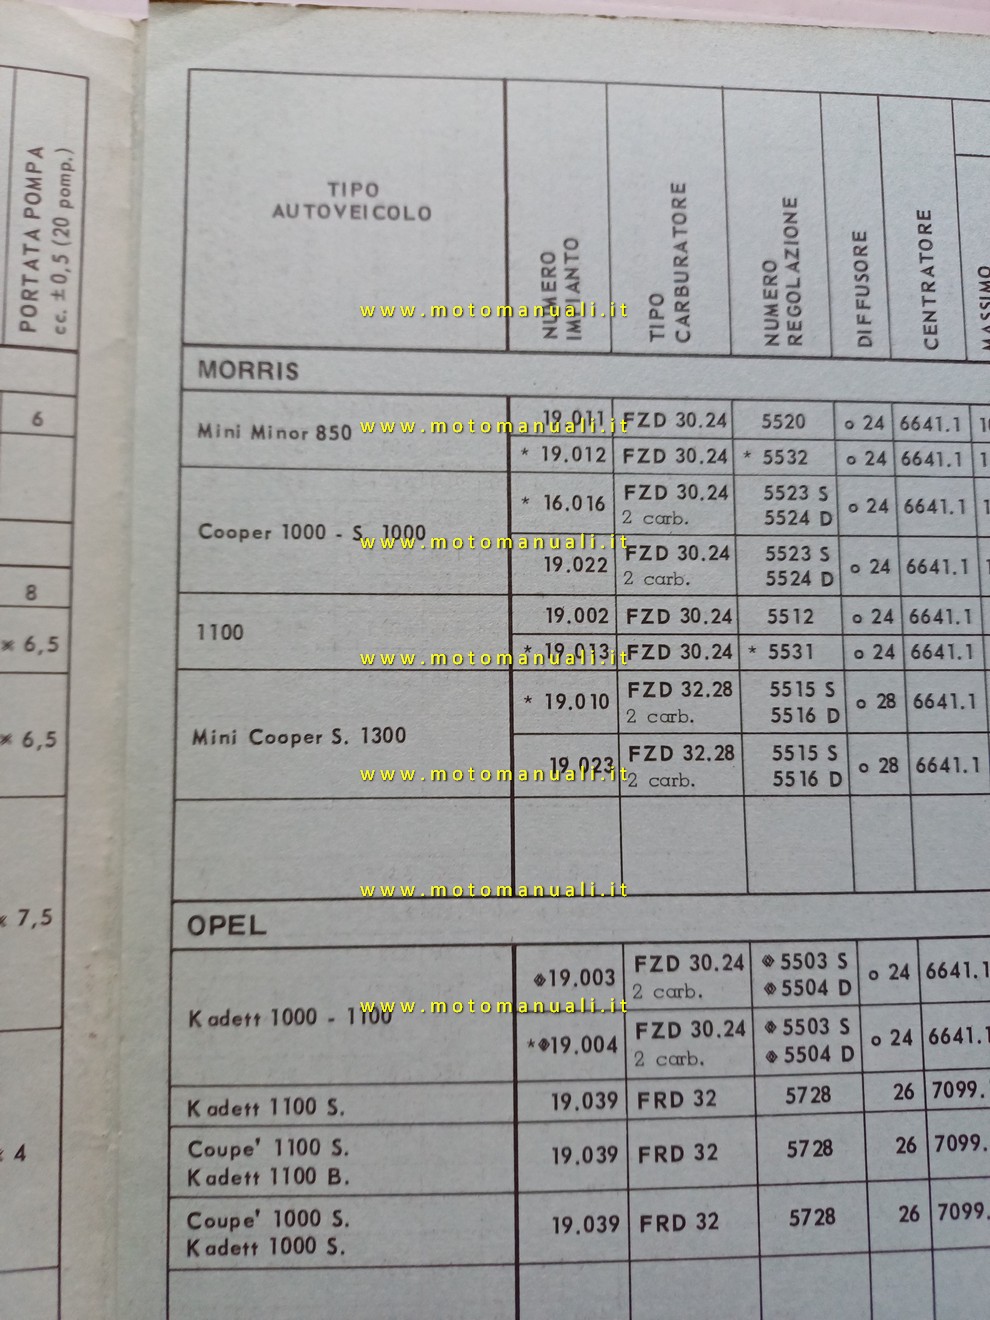 PORTATA POMPA
cc. ±0,5 (20 pomp.)
6
8
* 6,5
* 6,5
* 7,5
* 4
TIPO
AUTOVEICOLO
NUMERO
IMPIANTO
TIPO
CARBURATORE
NUMERO
REGOLAZIONE
DIFFUSORE
CENTRATORE
MASSIMO
www.motomanuali.it
MORRIS
Mini Minor 850
19.011 FZD 30.24 5520 o 24 6641.1
www.motomanuali.it
* 19.012 FZD 30.24 * 5532 o 24 6641.1
Cooper 1000 - S. 1000
* 16.016 FZD 30.24 5523 S o 24 6641.1
2 carb. 5524 D
www.motomanuali.it
19.022 FZD 30.24 5523 S o 24 6641.1
2 carb. 5524 D
1100
19.002 FZD 30.24 5512 o 24 6641.1
* 19.013 FZD 30.24 * 5531 o 24 6641.1
www.motomanuali.it
Mini Cooper S. 1300
* 19.010 FZD 32.28 5515 S o 28 6641.1
2 carb. 5516 D
19.023 FZD 32.28 5515 S o 28 6641.1
2 carb. 5516 D
www.motomanuali.it
www.motomanuali.it
OPEL
Kadett 1000 - 1100
19.003 FZD 30.24 5503 S o 24 6641.1
2 carb. 5504 D
www.motomanuali.it
* 19.004 FZD 30.24 5503 S o 24 6641.1
2 carb. 5504 D
Kadett 1100 S. 19.039 FRD 32 5728 26 7099.
Coupe' 1100 S. 19.039 FRD 32 5728 26 7099.
Kadett 1100 B.
Coupe' 1000 S. 19.039 FRD 32 5728 26 7099.
Kadett 1000 S.